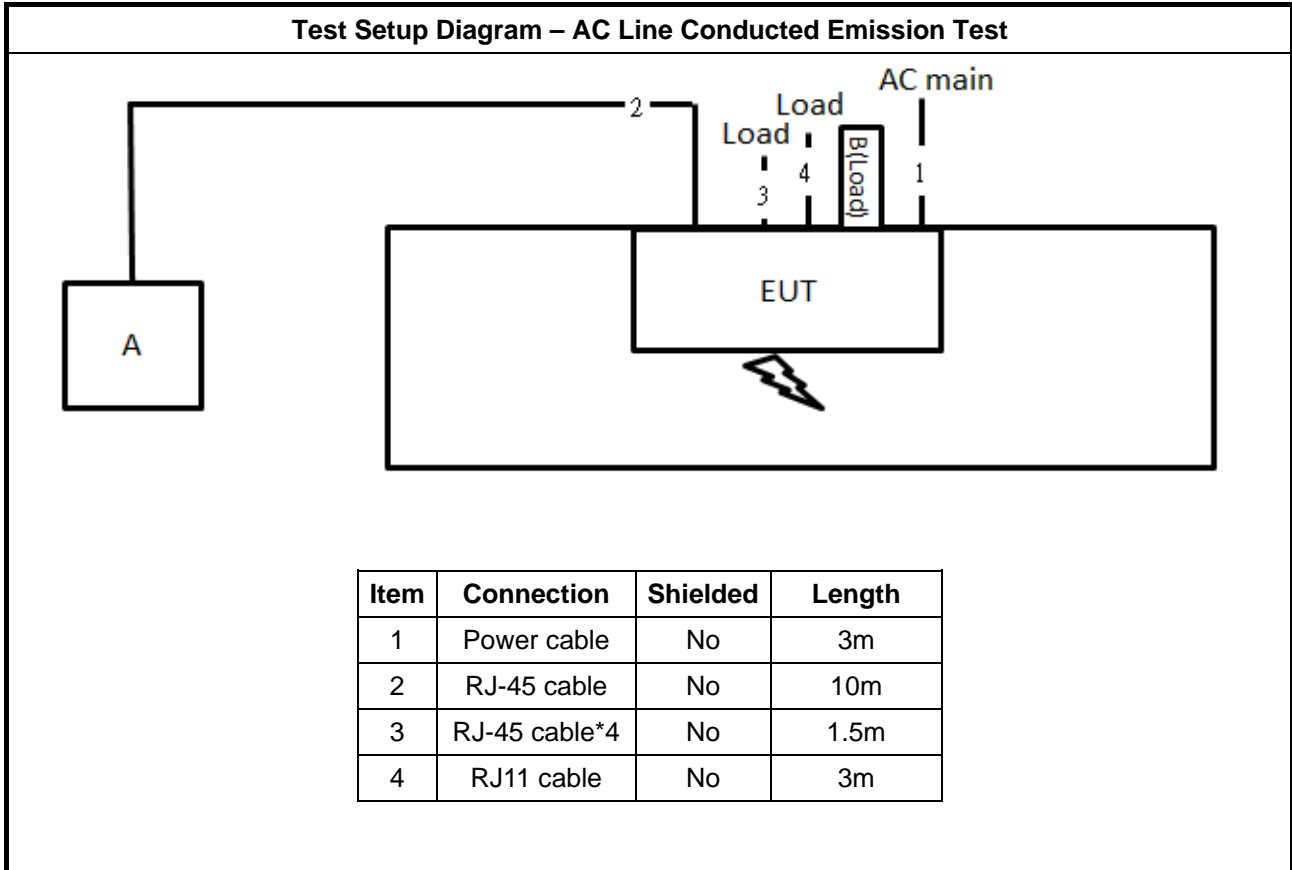 Test Setup Diagram – AC Line Conducted Emission Test
AC main
Load
Load
2
B(Load)
4
1
3
EUT
A
Item Connection Shielded Length
1 Power cable No 3m
2 RJ-45 cable No 10m
3 RJ-45 cable*4 No 1.5m
4 RJ11 cable No 3m